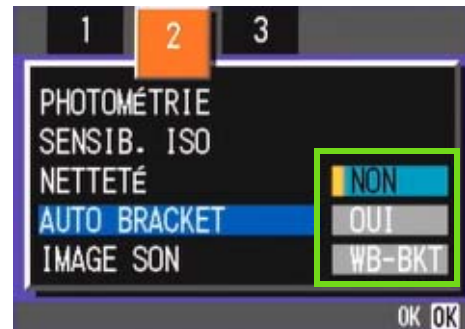 1 2 3
PHOTOMÉTRIE
SENSIB. ISO
NETTETÉ NON
AUTO BRACKET OUI
IMAGE SON WB-BKT
OK OK